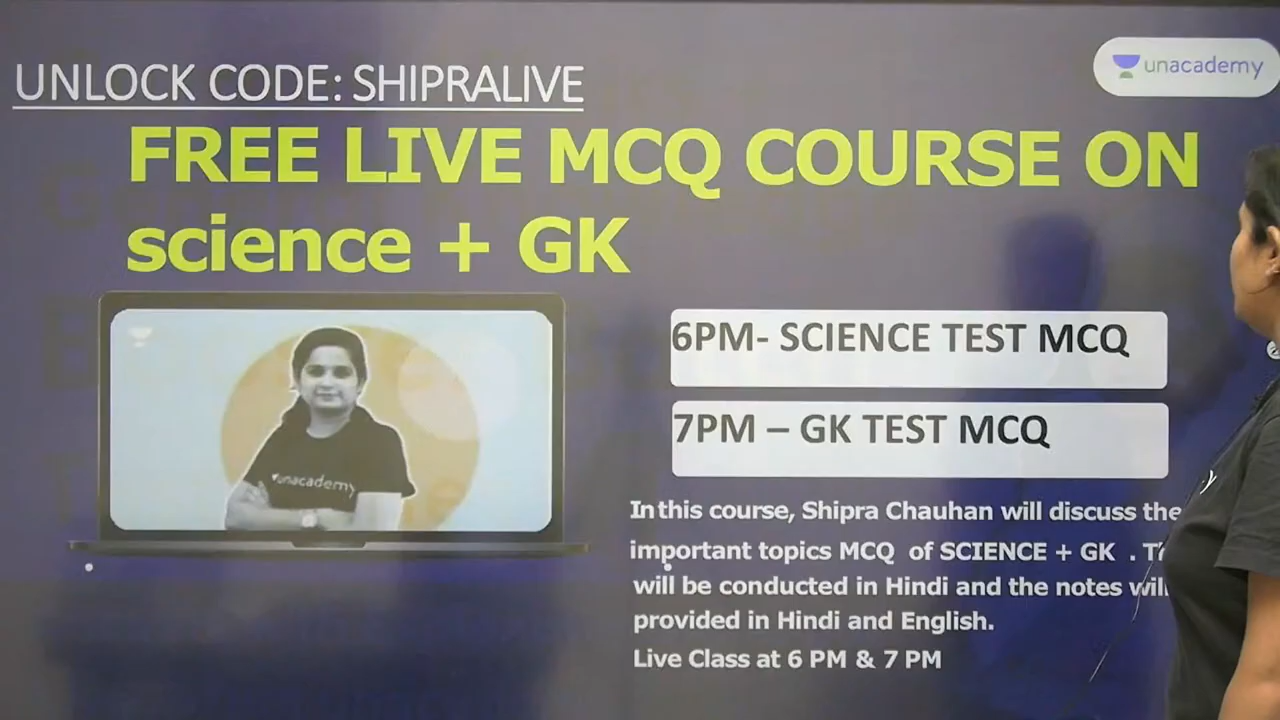 UNLOCK CODE: SHIPRALIVE
unacademy
FREE LIVE MCQ COURSE ON
science + GK
unacademy
6PM- SCIENCE TEST MCQ
7PM – GK TEST MCQ
In this course, Shipra Chauhan will discuss the
important topics MCQ of SCIENCE + GK .
will be conducted in Hindi and the notes will
provided in Hindi and English.
Live Class at 6 PM & 7 PM